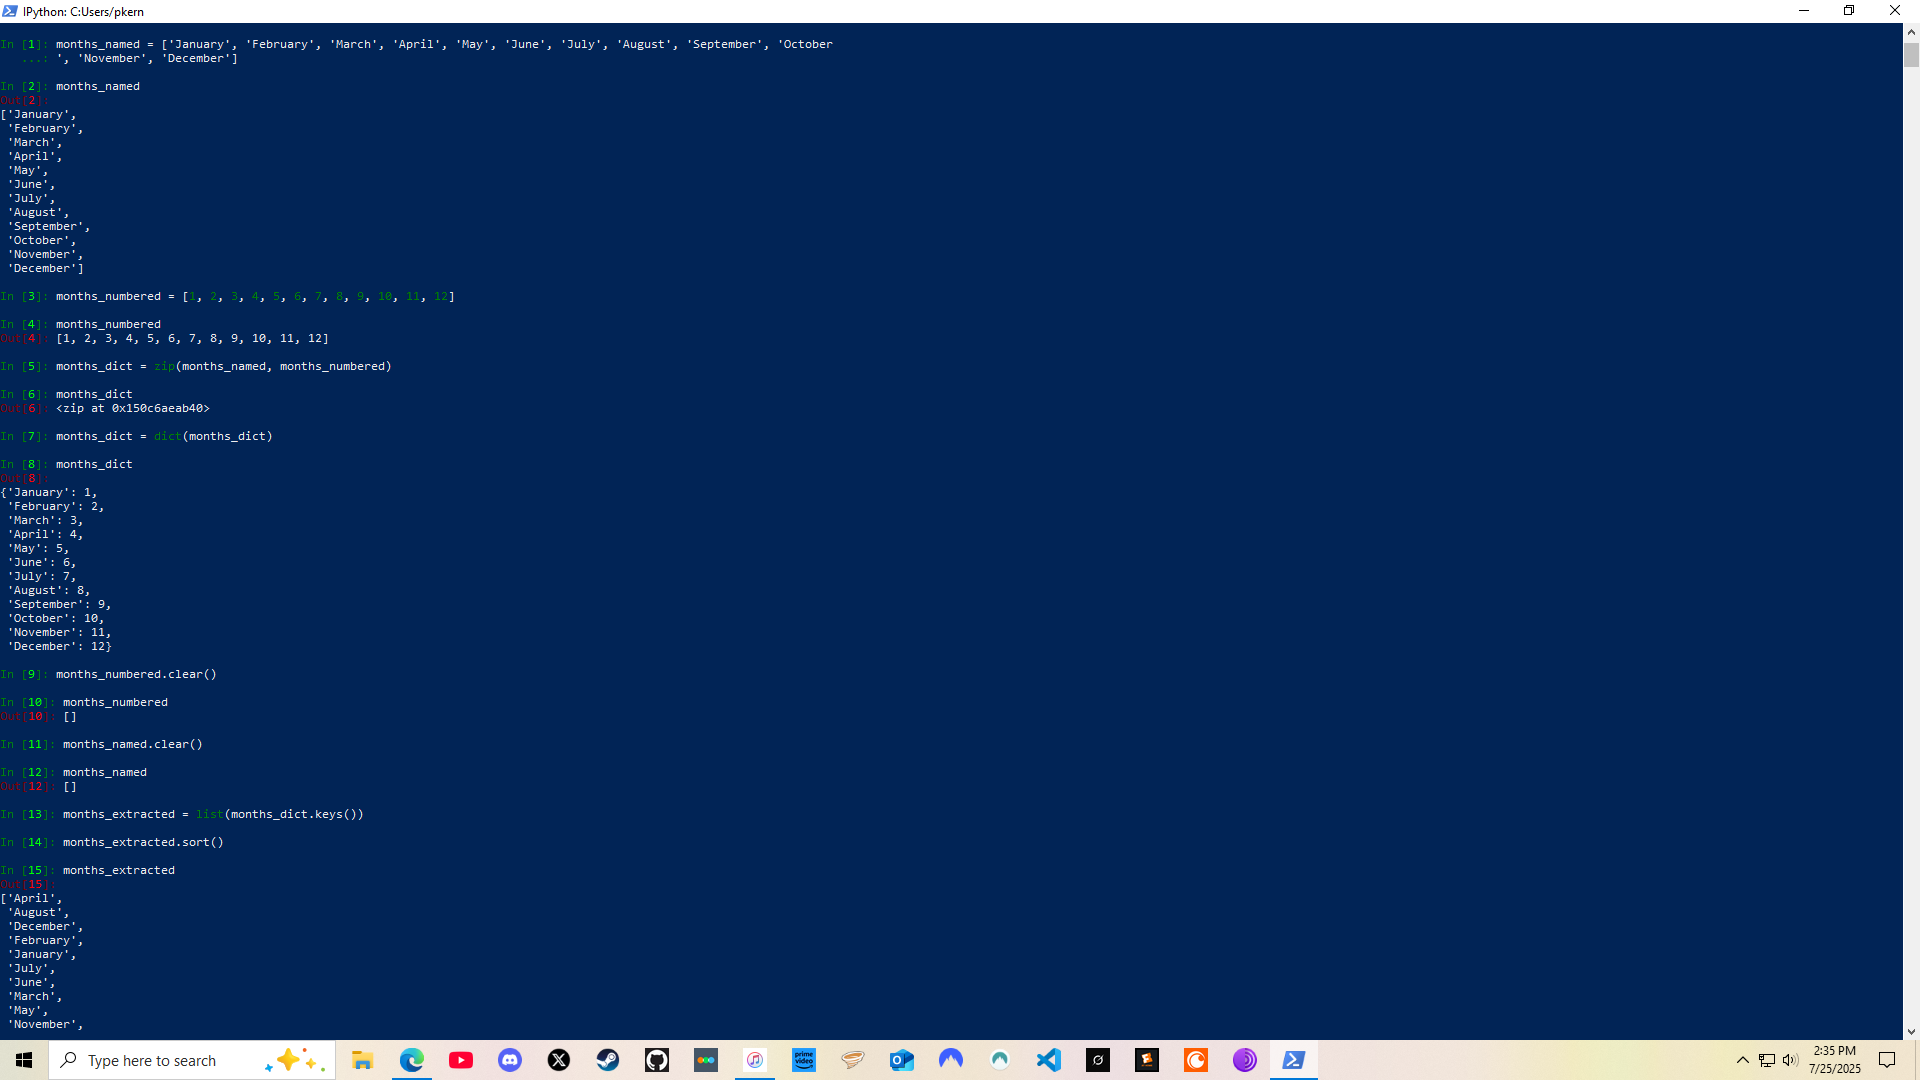 IPython: C:Users/pkern
In [1]: months_named = ['January', 'February', 'March', 'April', 'May', 'June', 'July', 'August', 'September', 'October
...: ', 'November', 'December']
In [2]: months_named
Out[2]:
['January',
'February',
'March',
'April',
'May',
'June',
'July',
'August',
'September',
'October',
'November',
'December']
In [3]: months_numbered = [1, 2, 3, 4, 5, 6, 7, 8, 9, 10, 11, 12]
In [4]: months_numbered
Out[4]: [1, 2, 3, 4, 5, 6, 7, 8, 9, 10, 11, 12]
In [5]: months_dict = zip(months_named, months_numbered)
In [6]: months_dict
Out[6]: <zip at 0x150c6aeab40>
In [7]: months_dict = dict(months_dict)
In [8]: months_dict
Out[8]:
{'January': 1,
'February': 2,
'March': 3,
'April': 4,
'May': 5,
'June': 6,
'July': 7,
'August': 8,
'September': 9,
'October': 10,
'November': 11,
'December': 12}
In [9]: months_numbered.clear()
In [10]: months_numbered
Out[10]: []
In [11]: months_named.clear()
In [12]: months_named
Out[12]: []
In [13]: months_extracted = list(months_dict.keys())
In [14]: months_extracted.sort()
In [15]: months_extracted
Out[15]:
['April',
'August',
'December',
'February',
'January',
'July',
'June',
'March',
'May',
'November',
Type here to search
prime video
2:35 PM
7/25/2025